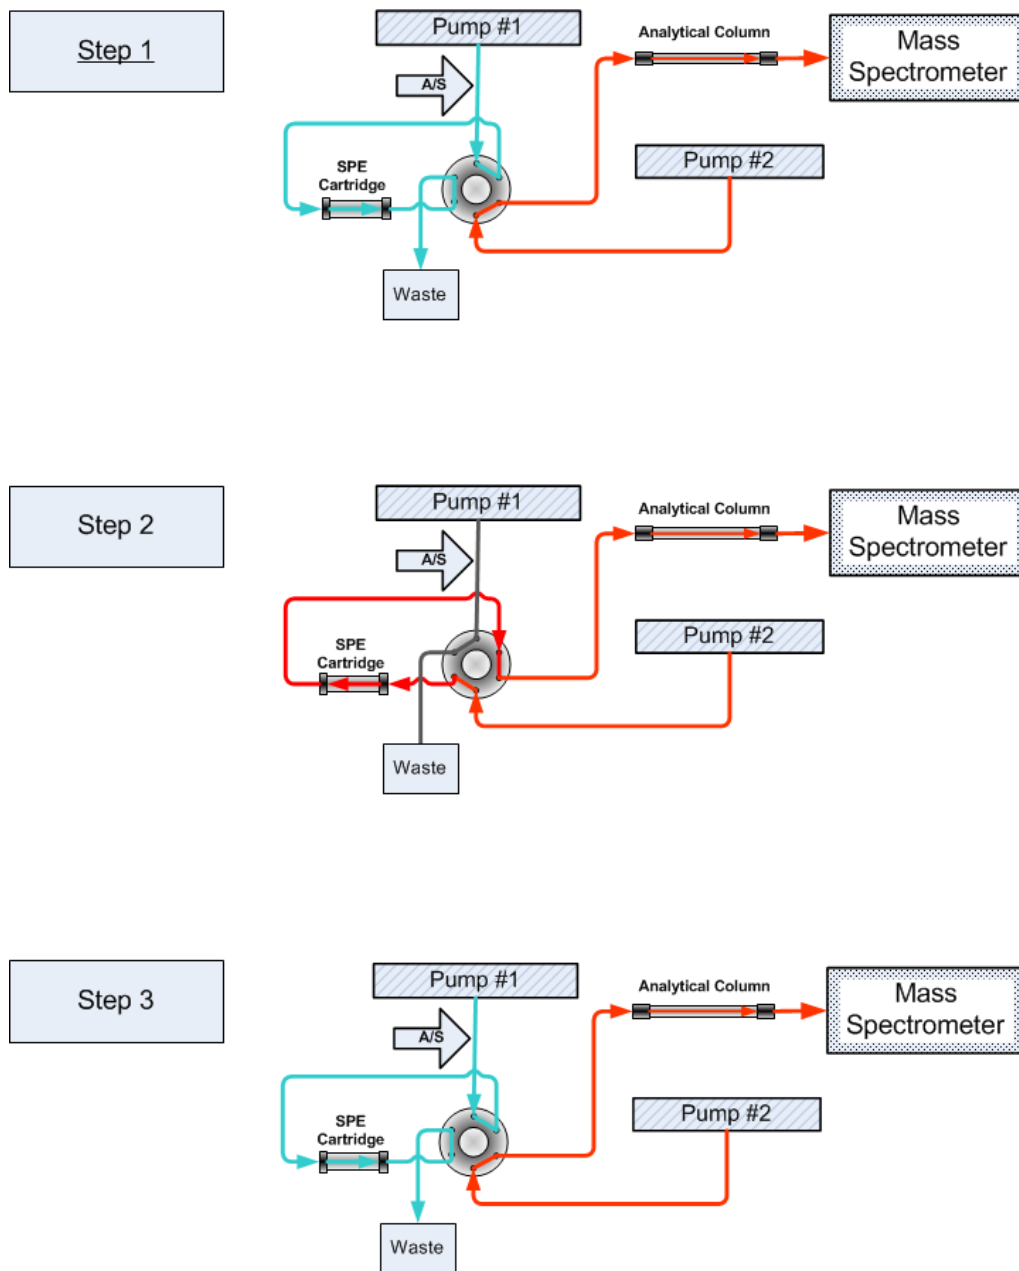 Step 1
Pump #1
A/S
Analytical Column
Mass
Spectrometer
SPE
Cartridge
Pump #2
Waste
Step 2
Pump #1
A/S
Analytical Column
Mass
Spectrometer
SPE
Cartridge
Pump #2
Waste
Step 3
Pump #1
A/S
Analytical Column
Mass
Spectrometer
SPE
Cartridge
Pump #2
Waste